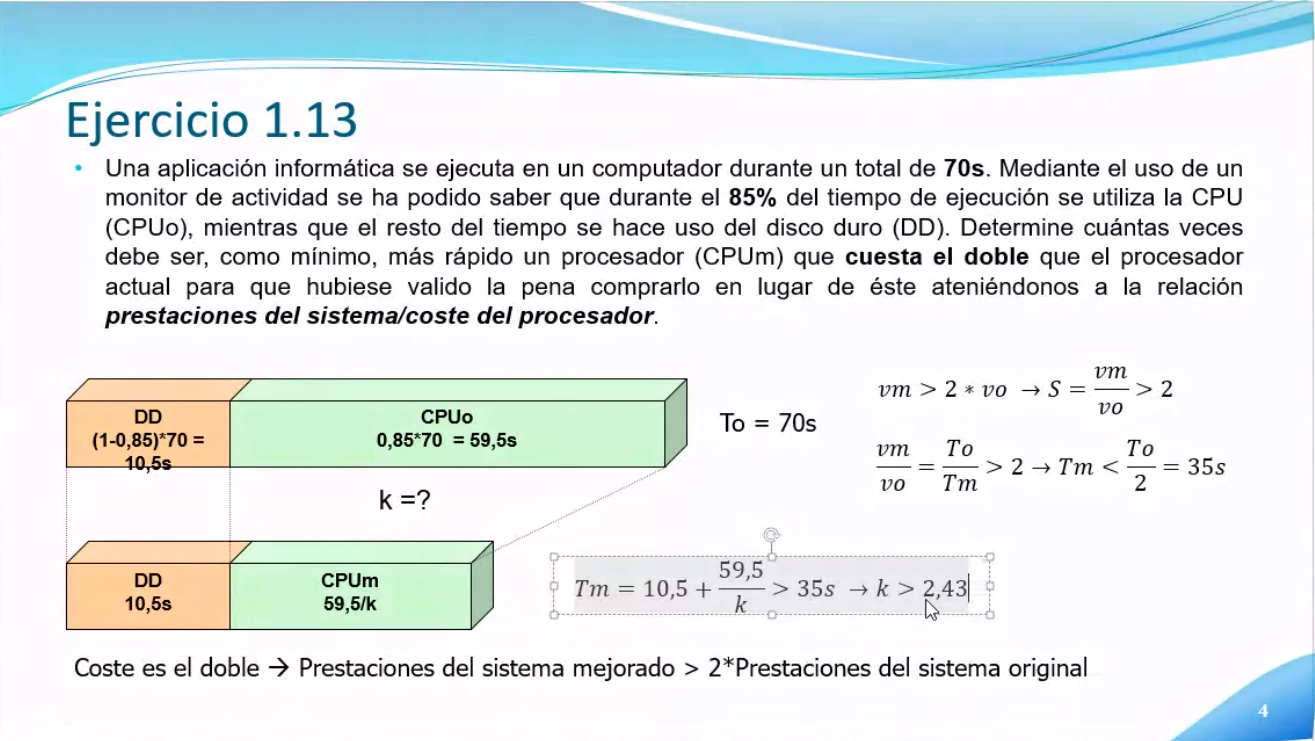 Ejercicio 1.13
• Una aplicación informática se ejecuta en un computador durante un total de 70s. Mediante el uso de un
monitor de actividad se ha podido saber que durante el 85% del tiempo de ejecución se utiliza la CPU
(CPUo), mientras que el resto del tiempo se hace uso del disco duro (DD). Determine cuántas veces
debe ser, como mínimo, más rápido un procesador (CPUm) que cuesta el doble que el procesador
actual para que hubiese valido la pena comprarlo en lugar de éste ateniéndonos a la relación
prestaciones del sistema/coste del procesador.
DD
(1-0,85)*70 =
10,5s
CPUo
0,85*70 = 59,5s
To = 70s
vm > 2 * vo → S = vm/vo > 2
vm/vo = To/Tm > 2 → Tm < To/2 = 35s
k =?
DD
10,5s
CPUm
59,5/k
Tm = 10,5 + 59,5/k > 35s → k > 2,43
Coste es el doble → Prestaciones del sistema mejorado > 2*Prestaciones del sistema original
4